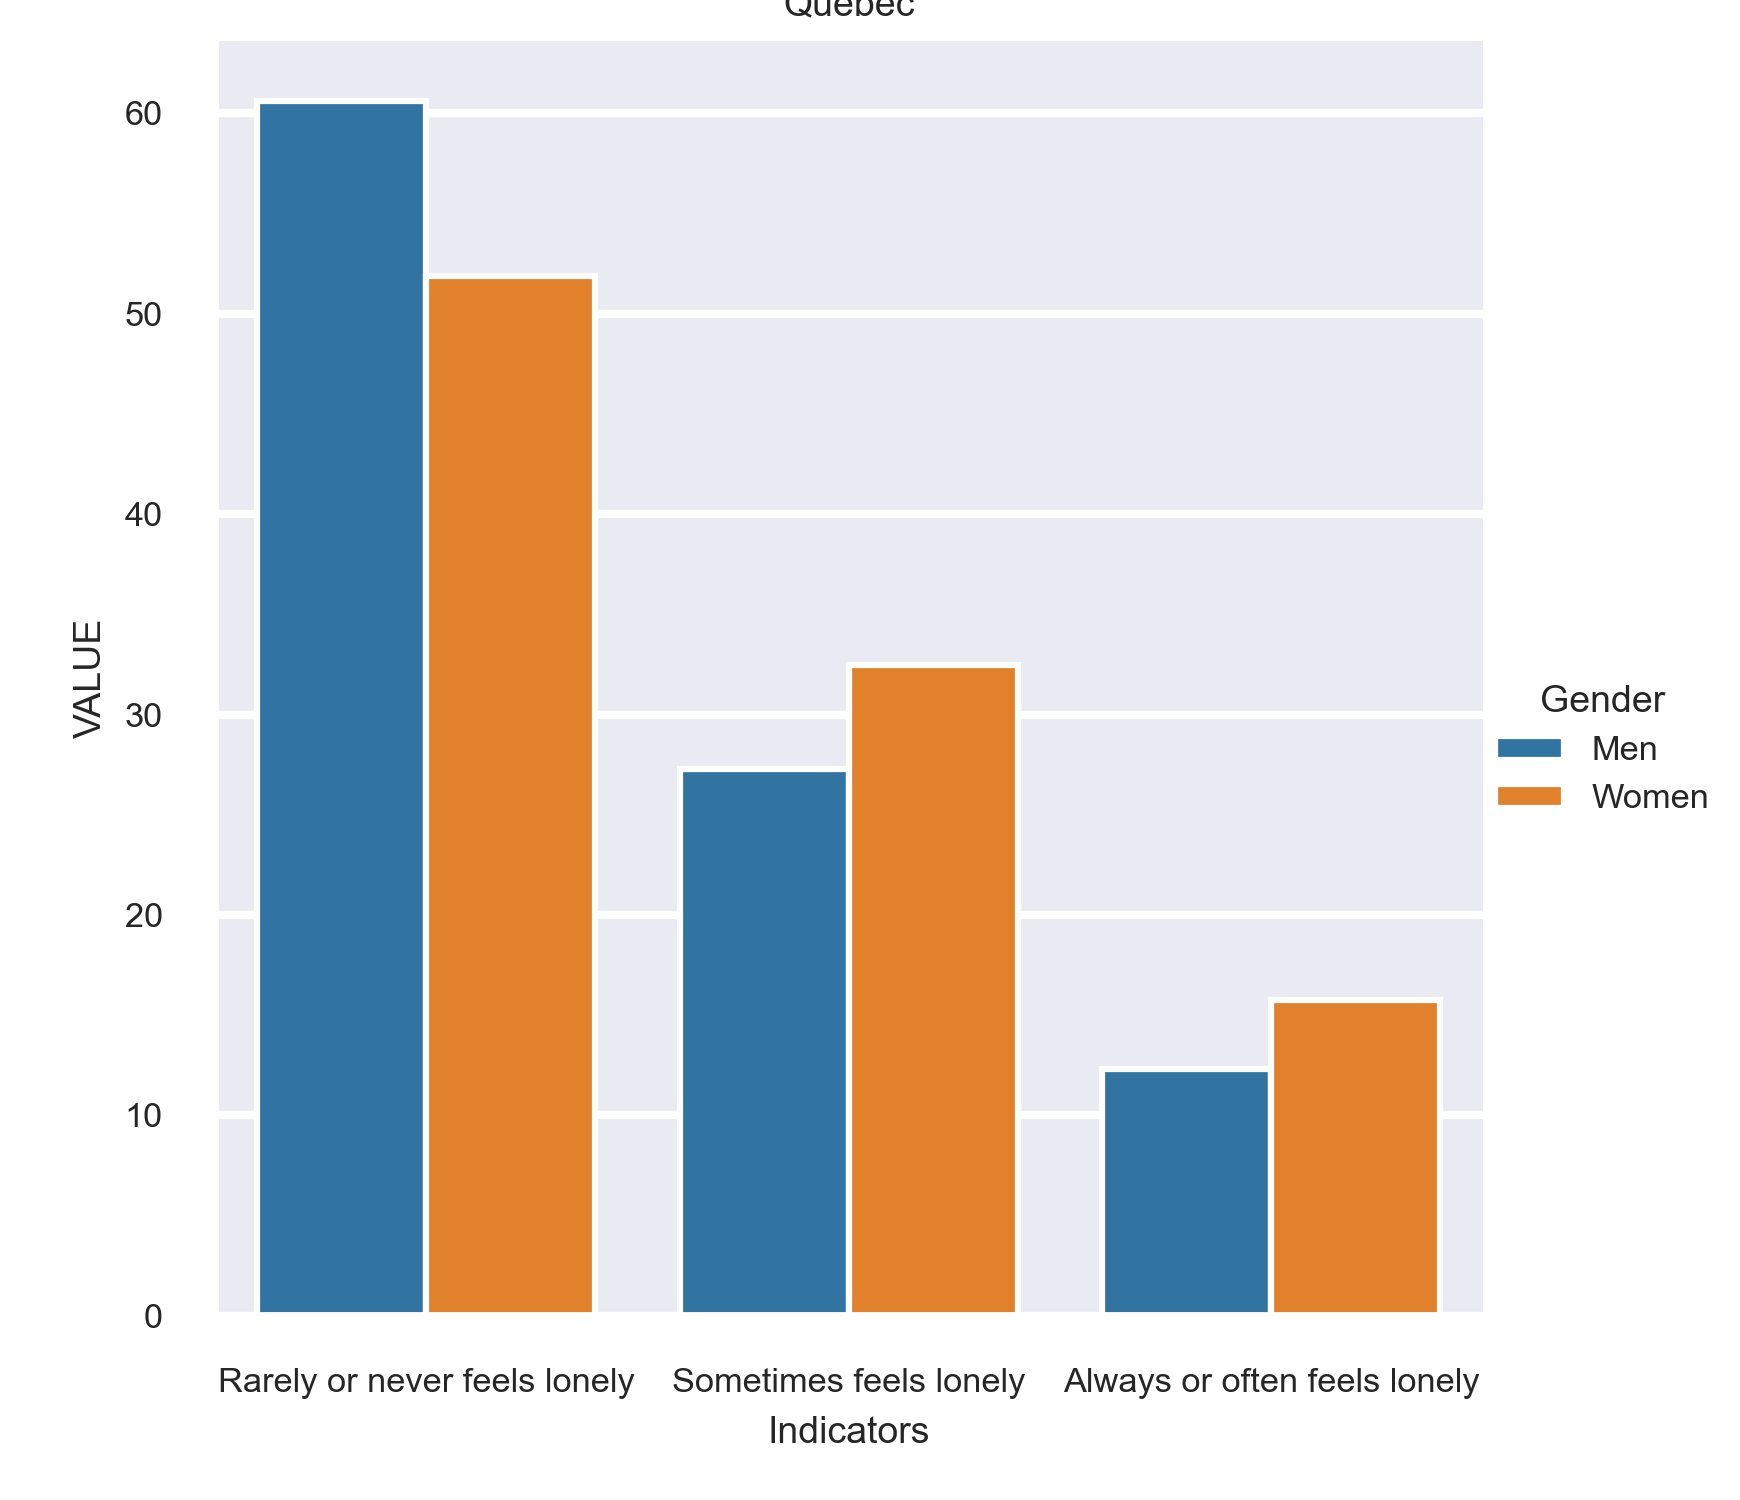 Quebec
60
50
40
30
20
10
0
VALUE
Rarely or never feels lonely
Sometimes feels lonely
Always or often feels lonely
Indicators
Gender
Men
Women